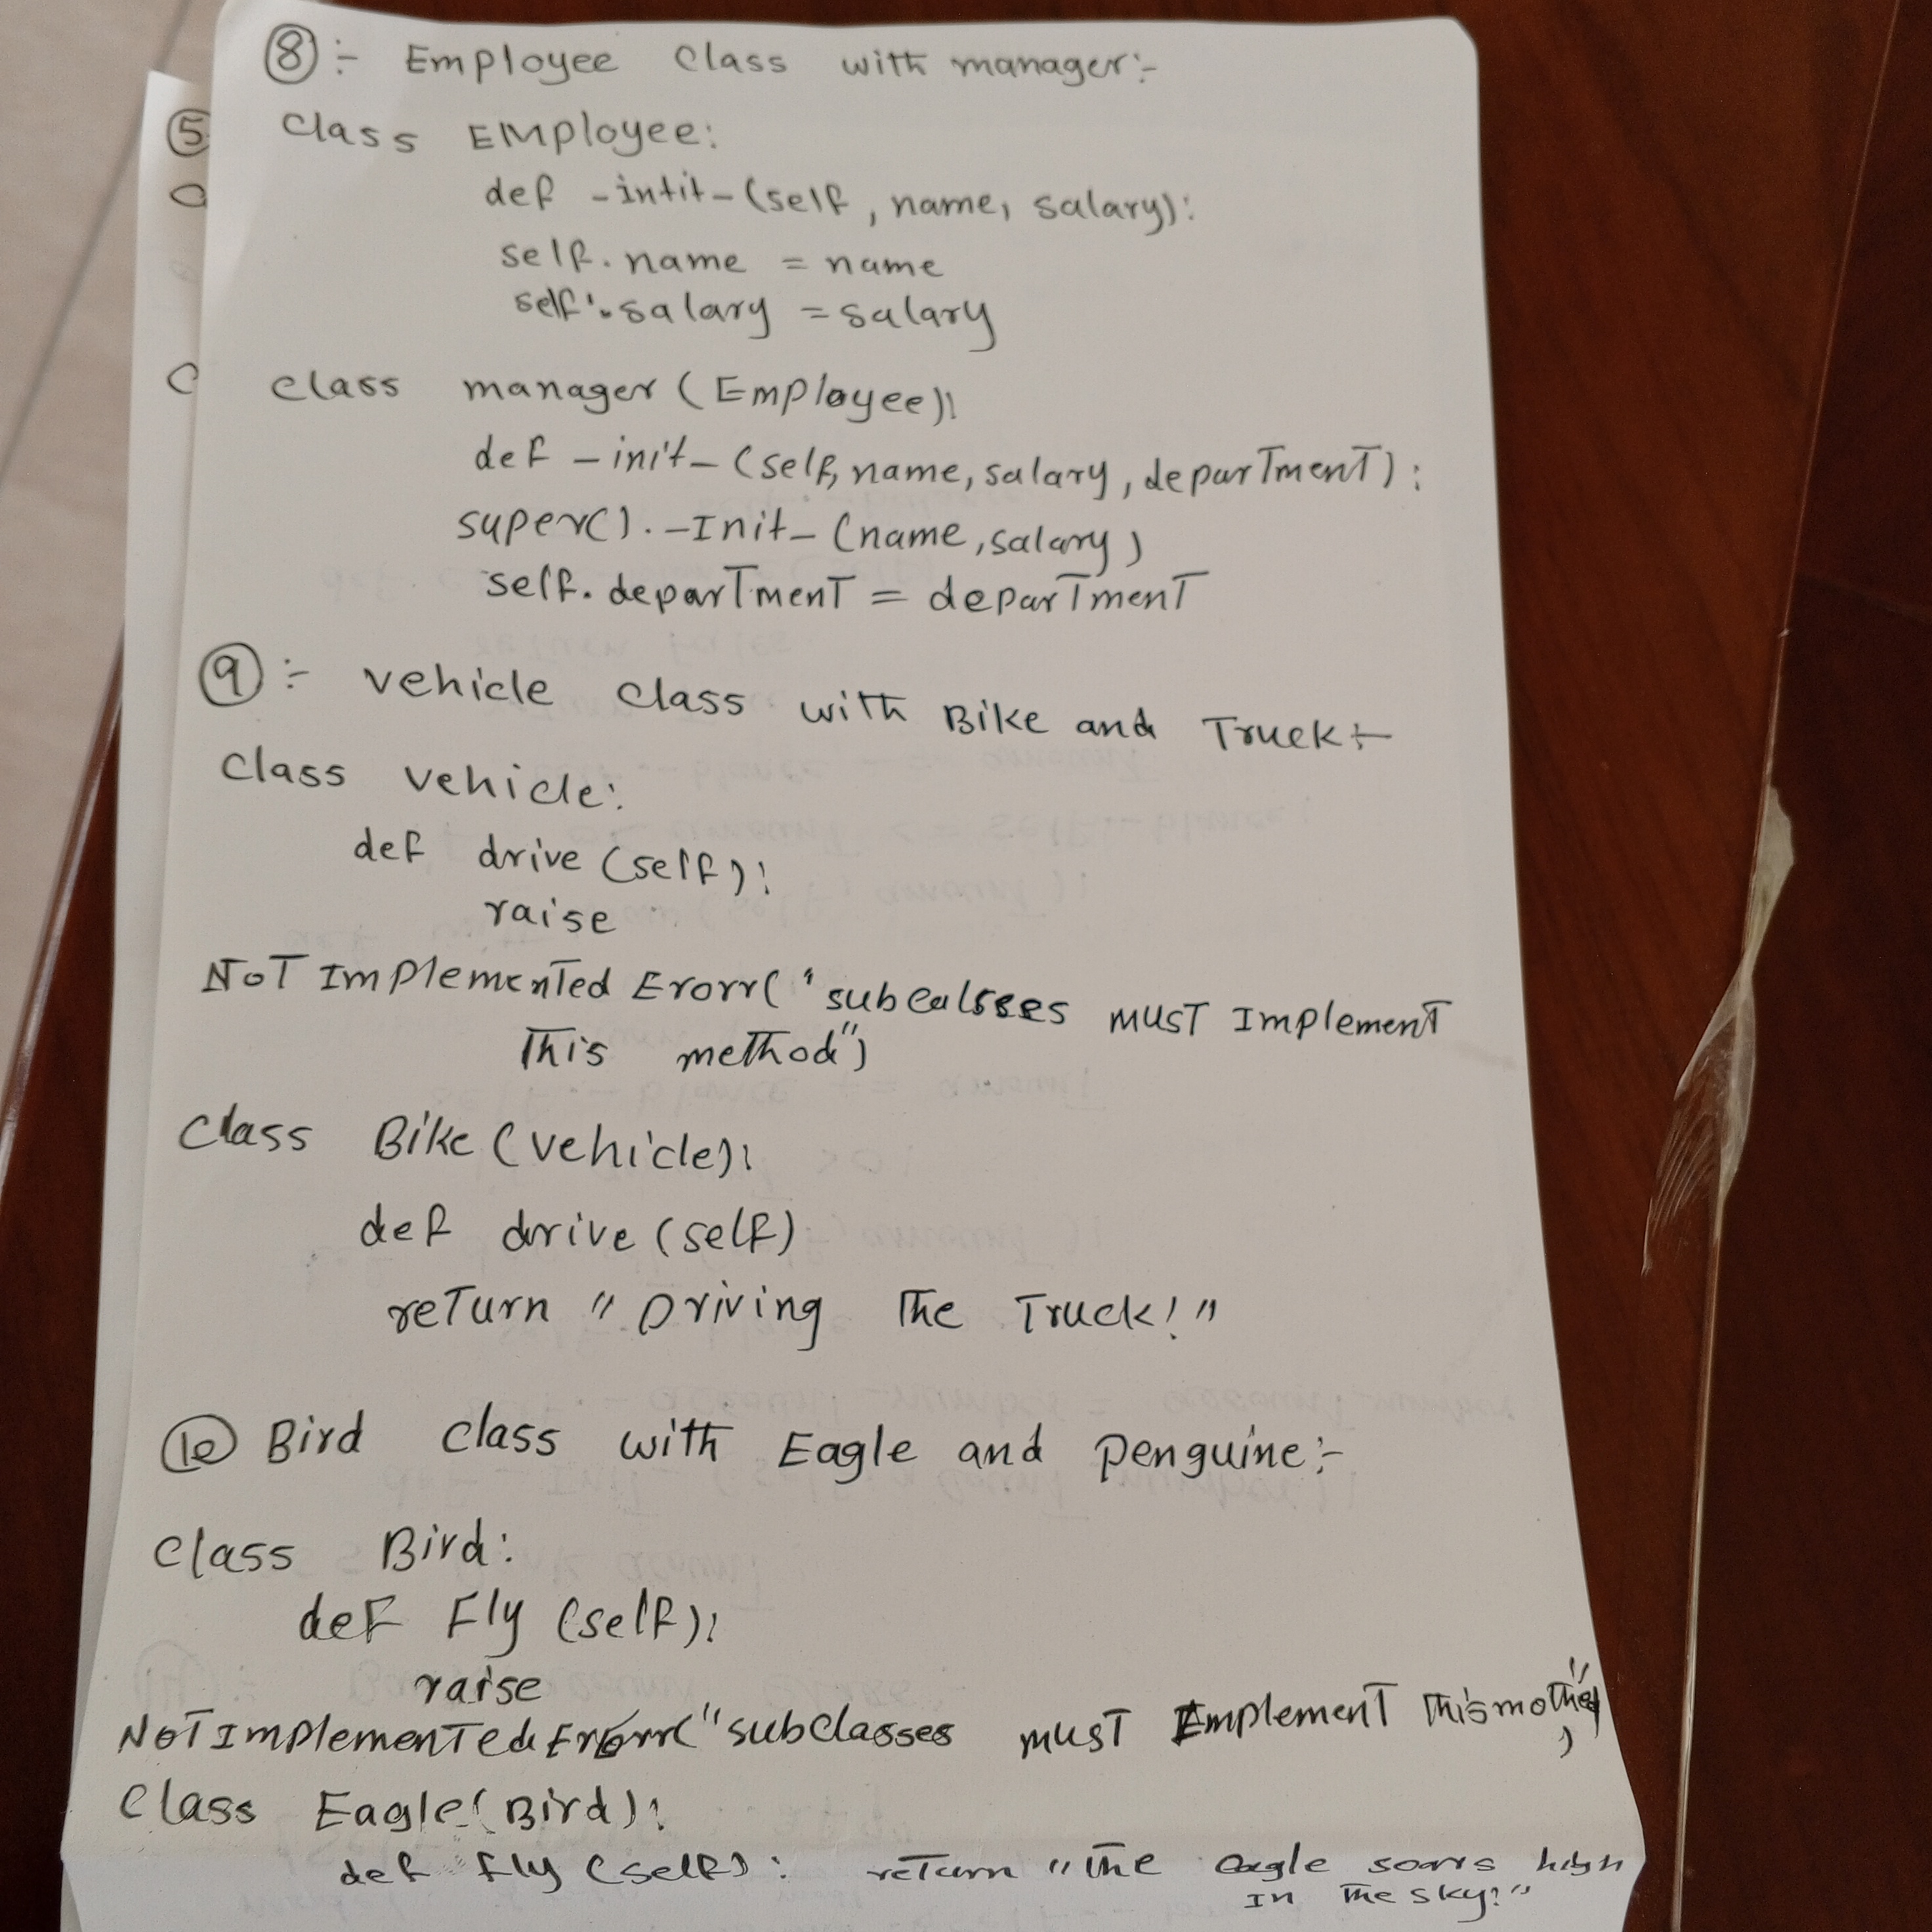 ⑧:- Employee Class with manager:-
Class EMployee:
def -intit-(self, name, salary):
self.name = name
self.salary = salary
class manager (Employee):
def -init- (self, name, salary, department):
super().-Init- (name, salary)
self.department = department
⑨:- vehicle class with Bike and Truck:-
Class vehicle:
def drive (self):
raise
NOT Implemented Erorr("subcalsses must Implement
This method")
Class Bike (vehicle):
def drive (self)
return "Driving The Truck!"
⑩ Bird class with Eagle and penguine:-
Class Bird:
def Fly (self):
raise
NOTImplemented Erorr("subclasses must Implement This
)
Class Eagle(Bird):
def fly (self): return "The eagle soars high
In The sky!"
⑤
C
C